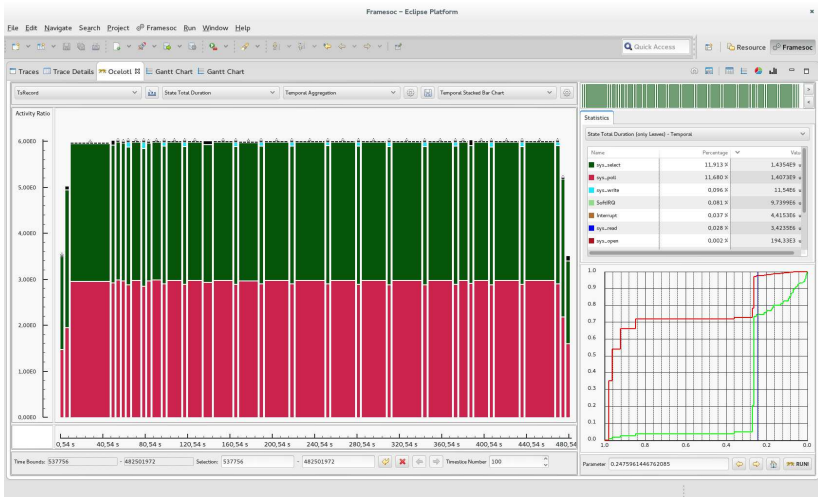 Framesoc – Eclipse Platform
File Edit Navigate Search Project Framesoc Run Window Help
Quick Access Resource Framesoc
Traces Trace Details Ocelotl Gantt Chart Gantt Chart
ToRecord State Total Duration Temporal Aggregation Temporal Stacked Bar Chart
Activity Ratio
6,00E0
5,00E0
4,00E0
3,00E0
2,00E0
1,00E0
0,00E0
0,54 s 40,54 s 80,54 s 120,54 s 160,54 s 200,54 s 240,54 s 280,54 s 320,54 s 360,54 s 400,54 s 440,54 s 480,54
Time Bounds: 537756 - 482501972 Selection: 537756 - 482501972 Timeslice Number 100
Statistics
State Total Duration (only Leaves) - Temporal
Name Percentage Valu
sys_select 11,913 % 1,4354E9
sys_poll 11,680 % 1,4073E9
sys_write 0,096 % 11,54E6
SoftIRQ 0,081 % 9,7399E6
Interrupt 0,037 % 4,4153E6
sys_read 0,028 % 3,4235E6
sys_open 0,002 % 194,33E3
1.0
0.9
0.8
0.7
0.6
0.5
0.4
0.3
0.2
0.1
0.0
1.0 0.8 0.6 0.4 0.2 0.0
Parameter 0.2475961446762085 RUN!